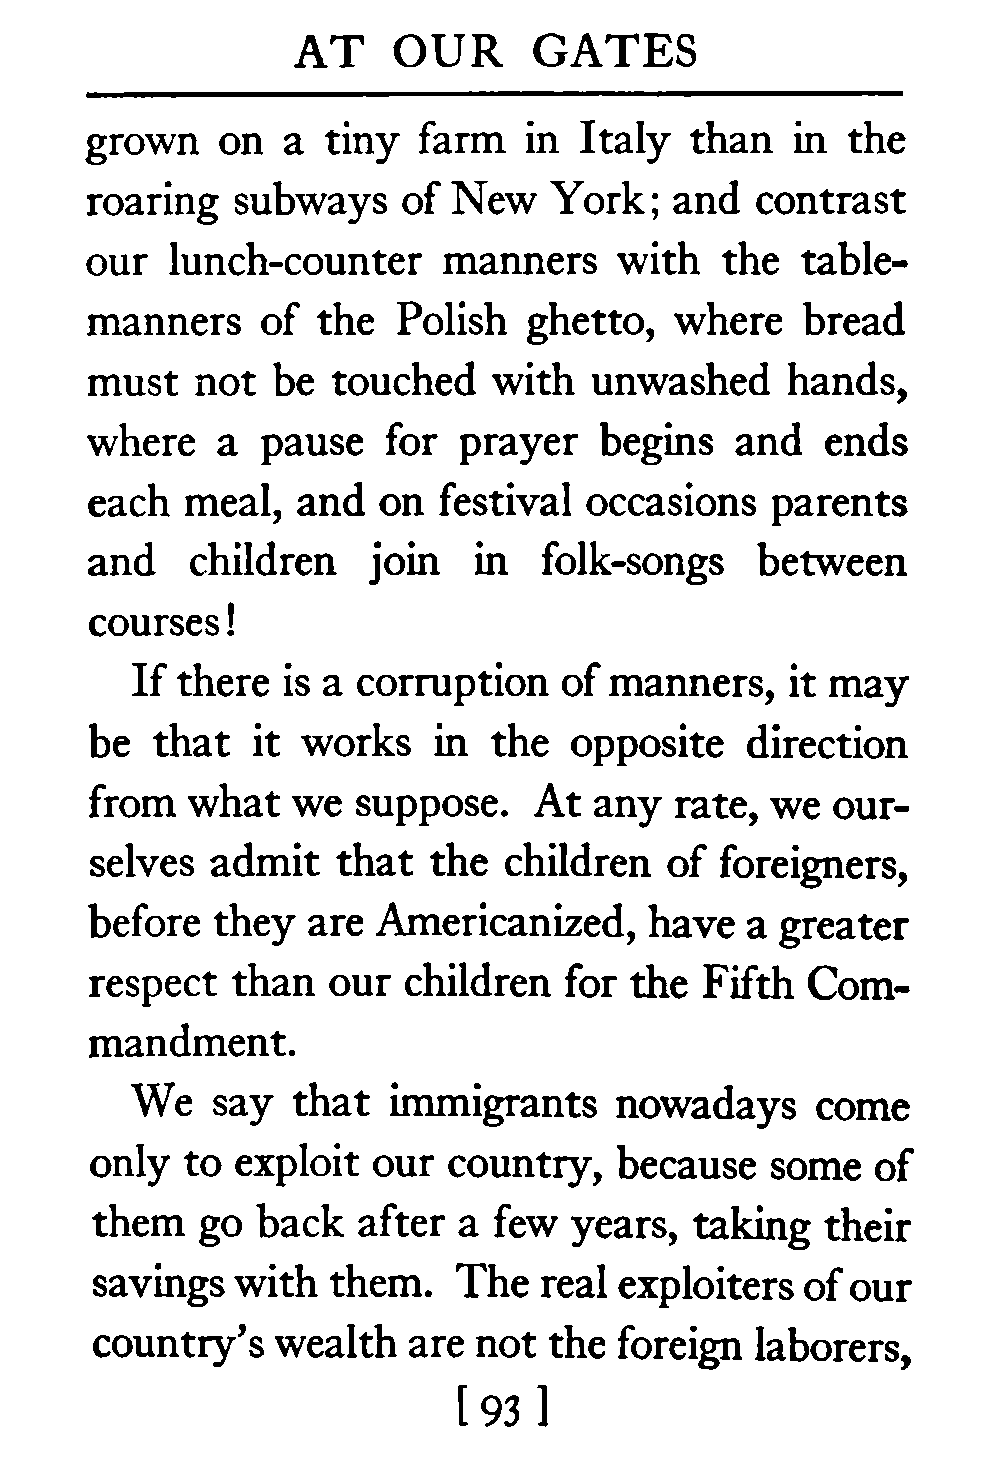 AT OUR GATES
grown on a tiny farm in Italy than in the
roaring subways of New York; and contrast
our lunch-counter manners with the table-
manners of the Polish ghetto, where bread
must not be touched with unwashed hands,
where a pause for prayer begins and ends
each meal, and on festival occasions parents
and children join in folk-songs between
courses!
If there is a corruption of manners, it may
be that it works in the opposite direction
from what we suppose. At any rate, we our-
selves admit that the children of foreigners,
before they are Americanized, have a greater
respect than our children for the Fifth Com-
mandment.
We say that immigrants nowadays come
only to exploit our country, because some of
them go back after a few years, taking their
savings with them. The real exploiters of our
country's wealth are not the foreign laborers,
[ 93 ]